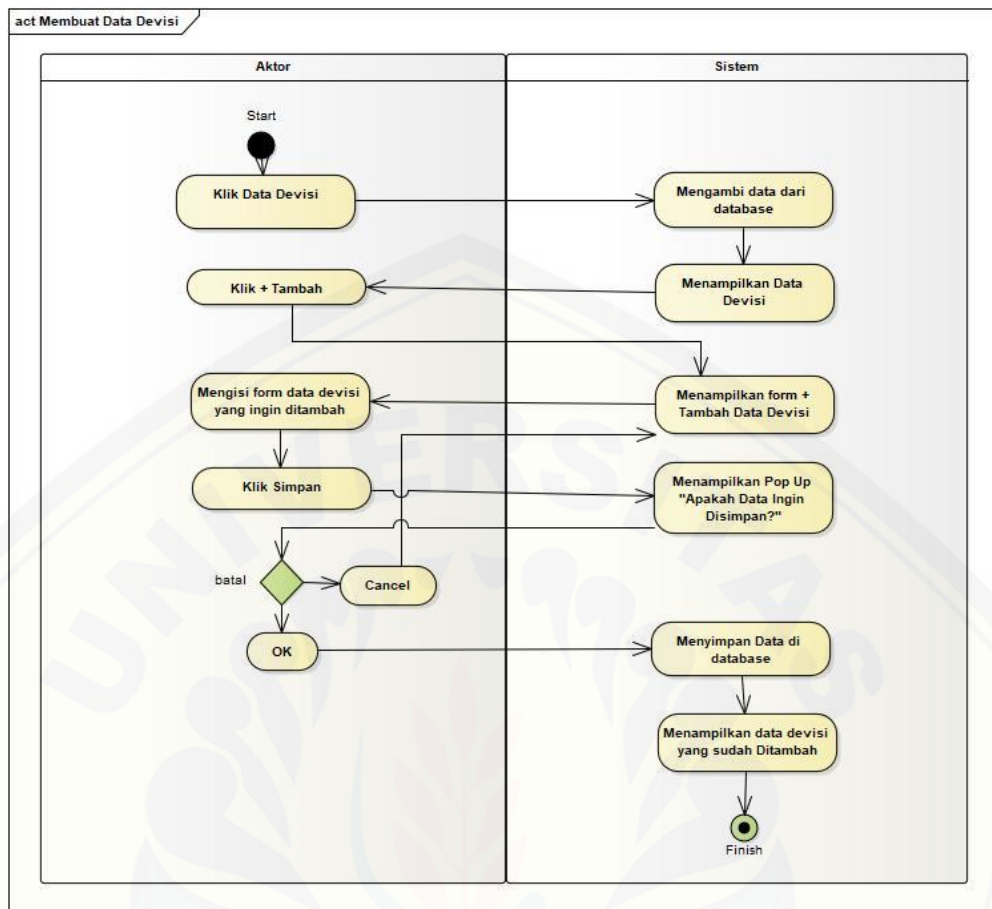 act Membuat Data Devisi
Aktor
Sistem
Start
Klik Data Devisi
Mengambi data dari
database
Klik + Tambah
Menampilkan Data
Devisi
Mengisi form data devisi
yang ingin ditambah
Menampilkan form +
Tambah Data Devisi
Klik Simpan
Menampilkan Pop Up
"Apakah Data Ingin
Disimpan?"
batal
Cancel
OK
Menyimpan Data di
database
Menampilkan data devisi
yang sudah Ditambah
Finish
UNIVERSITAS